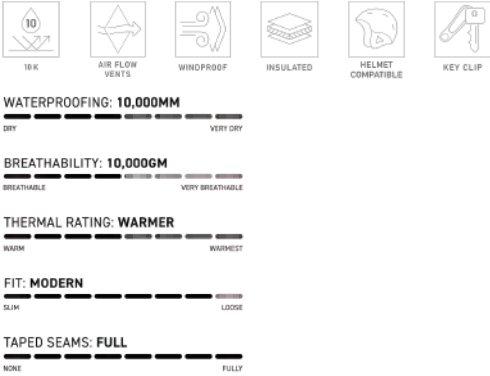 10
10K
AIR FLOW
VENTS
WINDPROOF
INSULATED
HELMET
COMPATIBLE
KEY CLIP
WATERPROOFING: 10,000MM
DRY VERY DRY
BREATHABILITY: 10,000GM
BREATHABLE VERY BREATHABLE
THERMAL RATING: WARMER
WARM WARMEST
FIT: MODERN
SLIM LOOSE
TAPED SEAMS: FULL
NONE FULLY